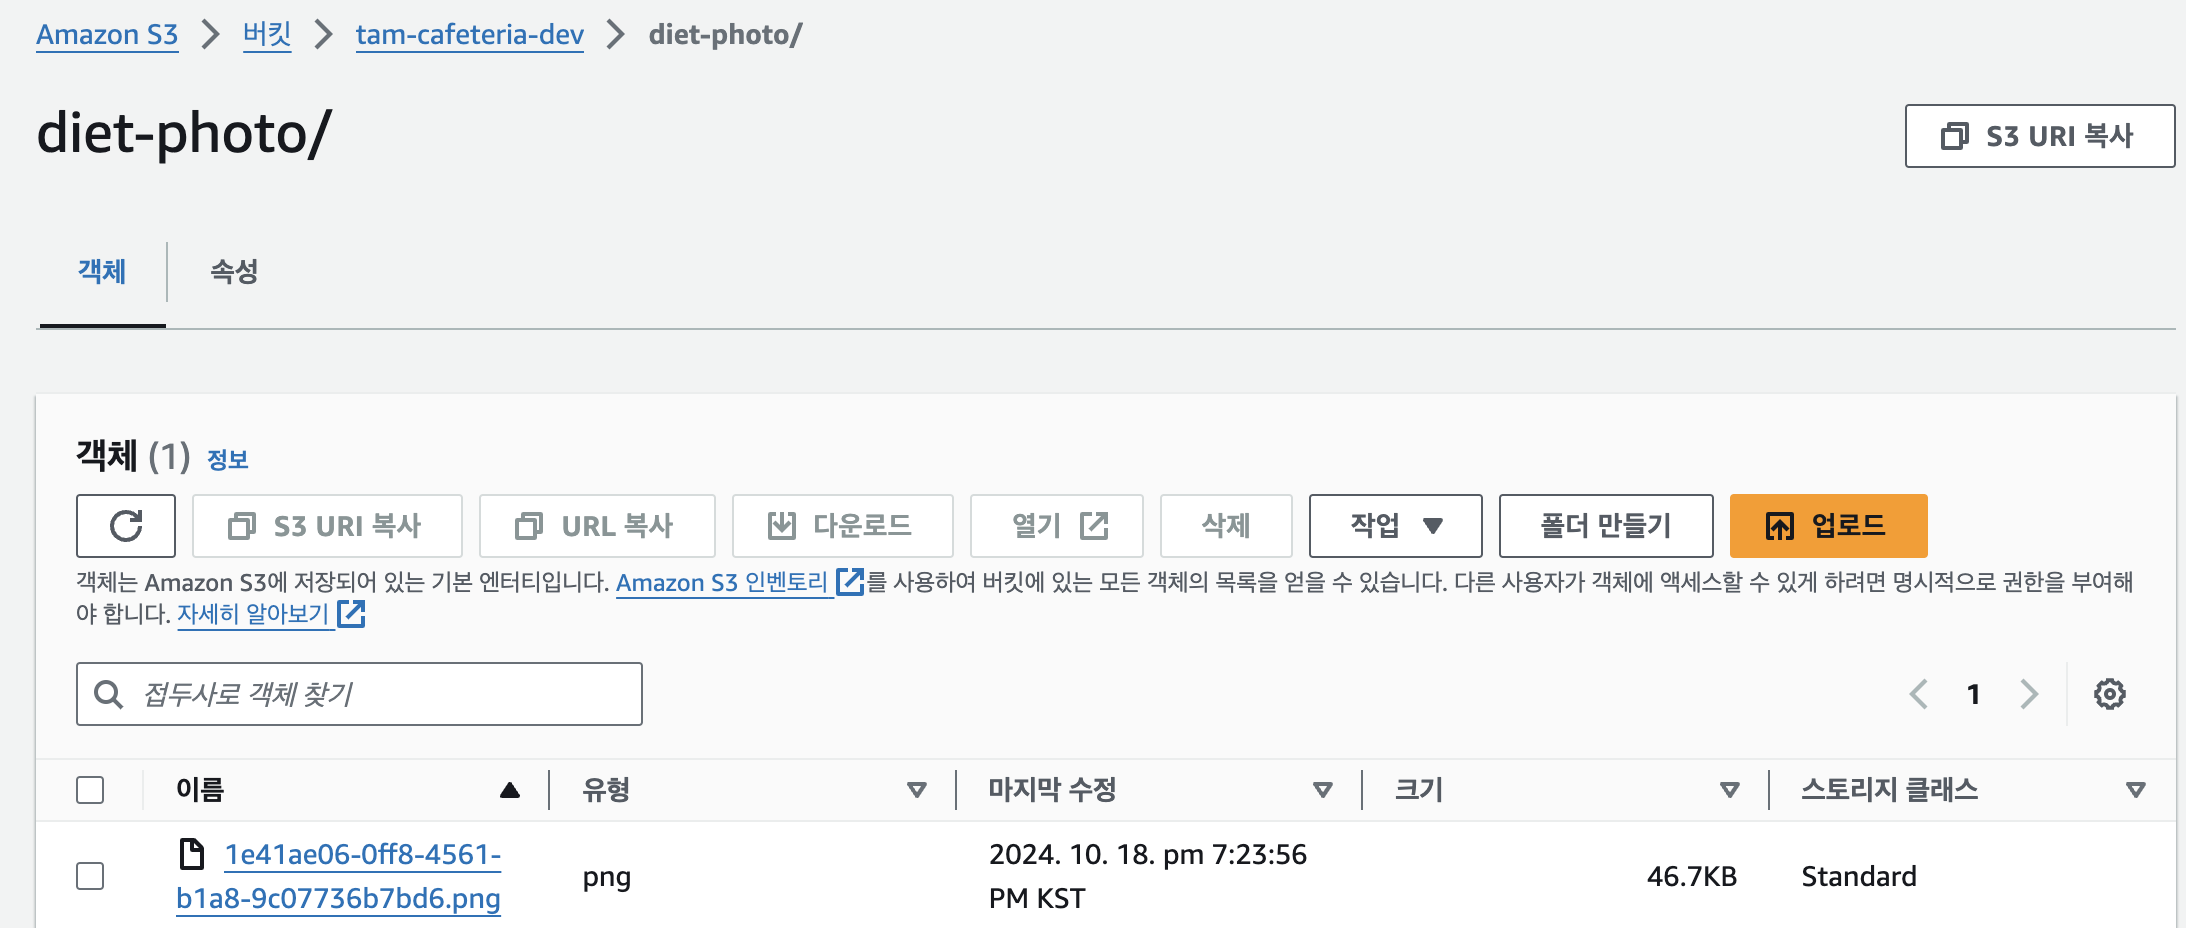 Amazon S3 > 버킷 > tam-cafeteria-dev > diet-photo/
diet-photo/
S3 URI 복사
객체 속성
객체 (1) 정보
S3 URI 복사 URL 복사 다운로드 열기 삭제 작업 폴더 만들기 업로드
객체는 Amazon S3에 저장되어 있는 기본 엔터티입니다. Amazon S3 인벤토리를 사용하여 버킷에 있는 모든 객체의 목록을 얻을 수 있습니다. 다른 사용자가 객체에 액세스할 수 있게 하려면 명시적으로 권한을 부여해
야 합니다. 자세히 알아보기
접두사로 객체 찾기
1
이름 유형 마지막 수정 크기 스토리지 클래스
1e41ae06-0ff8-4561-
b1a8-9c07736b7bd6.png
png
2024. 10. 18. pm 7:23:56
PM KST
46.7KB
Standard